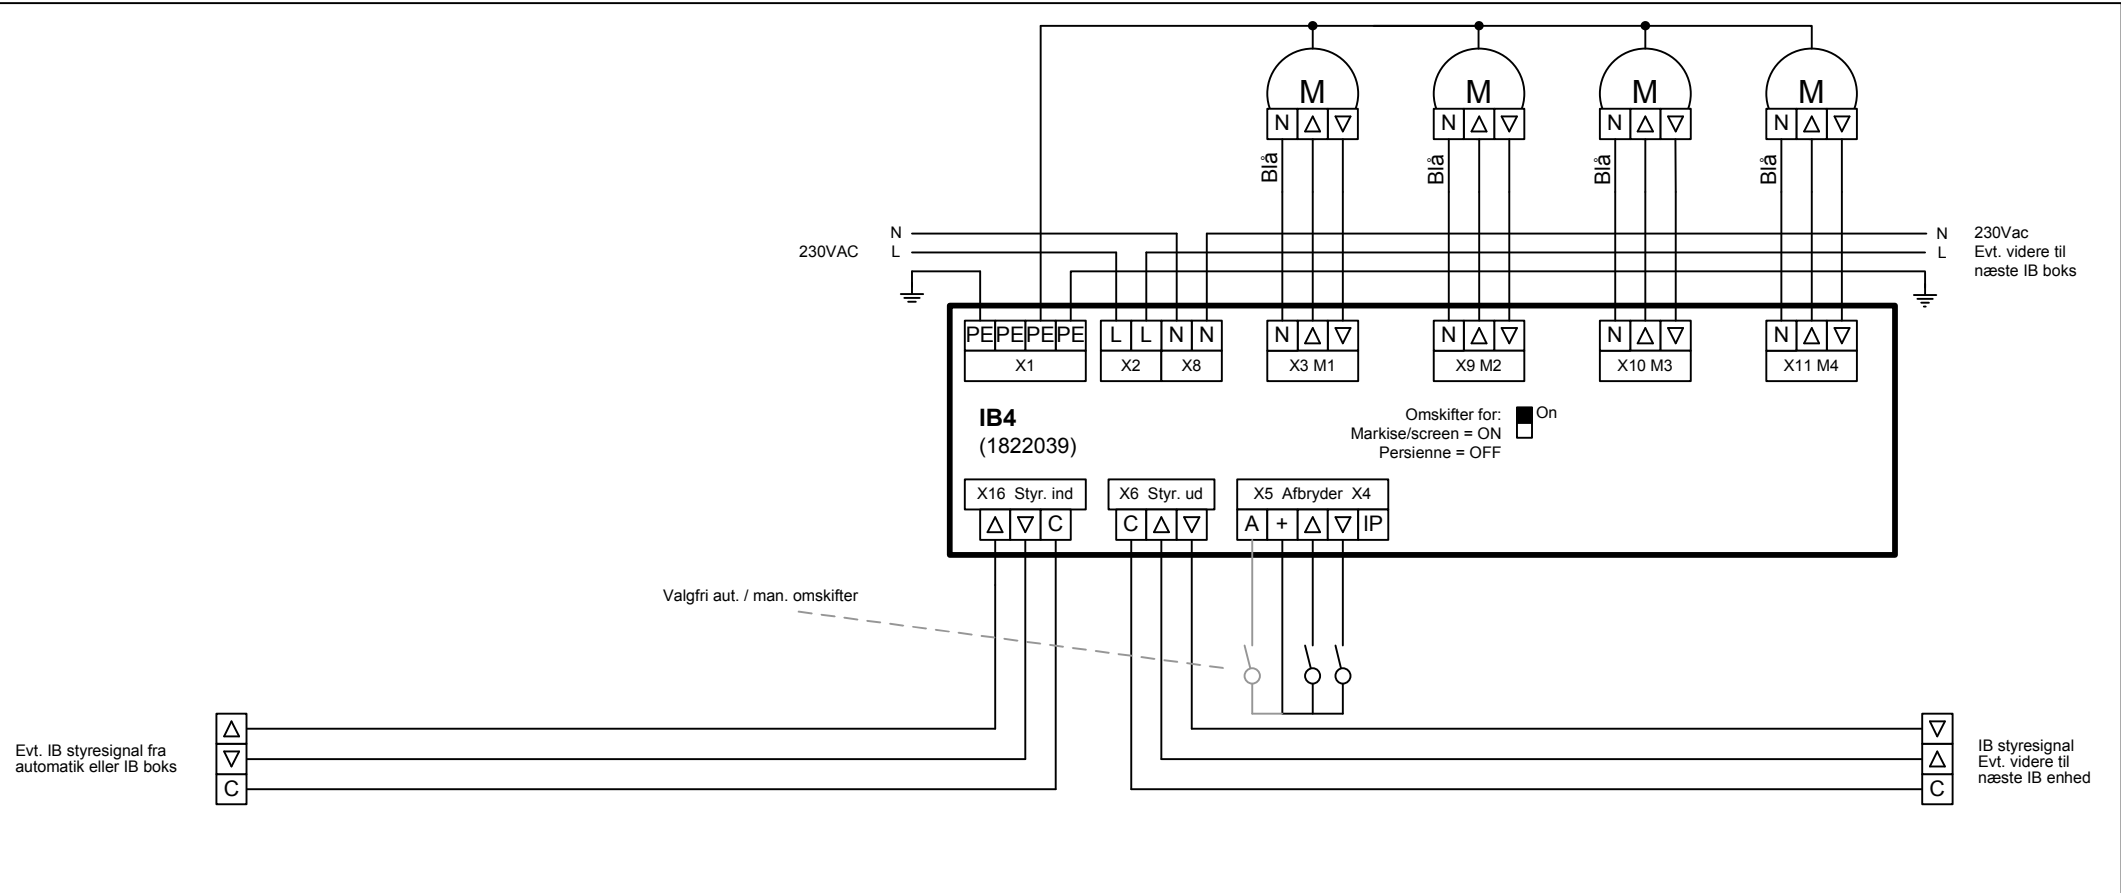 M M M M
N △ ▽ N △ ▽ N △ ▽ N △ ▽
Blå Blå Blå Blå
N
230VAC L
N 230Vac
L Evt. videre til
næste IB boks
PE PE PE PE L L N N N △ ▽ N △ ▽ N △ ▽ N △ ▽
X1 X2 X8 X3 M1 X9 M2 X10 M3 X11 M4
IB4
(1822039)
Omskifter for: On
Markise/screen = ON
Persienne = OFF
X16 Styr. ind X6 Styr. ud X5 Afbryder X4
△ ▽ C C △ ▽ A + △ ▽ IP
Valgfri aut. / man. omskifter
Evt. IB styresignal fra
automatik eller IB boks
△
▽
C
▽
△
C
IB styresignal
Evt. videre til
næste IB enhed